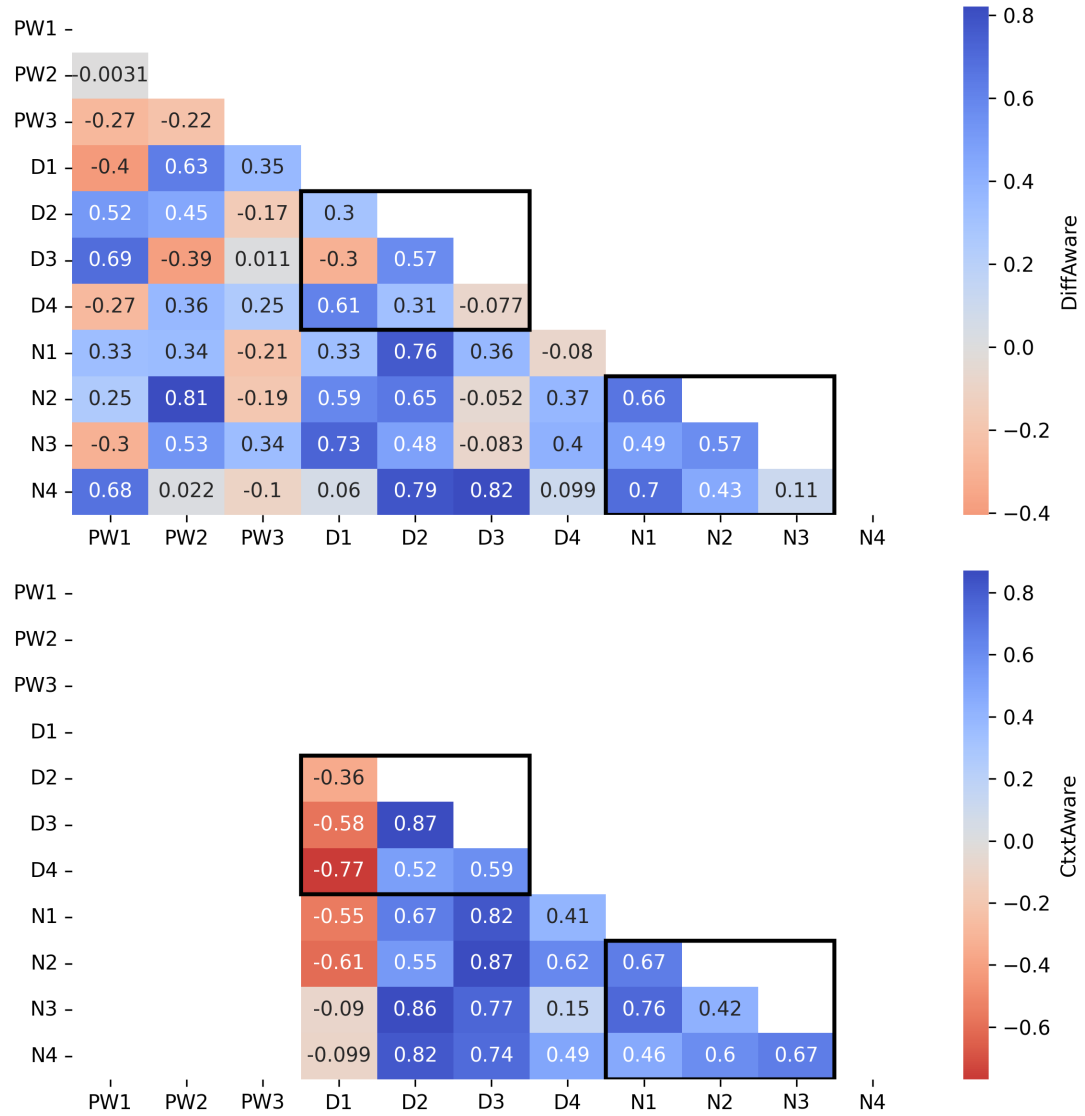 PW1
PW2 -0.0031
PW3 -0.27 -0.22
D1 -0.4 0.63 0.35
D2 0.52 0.45 -0.17 0.3
D3 0.69 -0.39 0.011 -0.3 0.57
D4 -0.27 0.36 0.25 0.61 0.31 -0.077
N1 0.33 0.34 -0.21 0.33 0.76 0.36 -0.08
N2 0.25 0.81 -0.19 0.59 0.65 -0.052 0.37 0.66
N3 -0.3 0.53 0.34 0.73 0.48 -0.083 0.4 0.49 0.57
N4 0.68 0.022 -0.1 0.06 0.79 0.82 0.099 0.7 0.43 0.11
PW1 PW2 PW3 D1 D2 D3 D4 N1 N2 N3 N4
0.8
0.6
0.4
0.2
0.0
−0.2
−0.4
DiffAware
PW1
PW2
PW3
D1
D2 -0.36
D3 -0.58 0.87
D4 -0.77 0.52 0.59
N1 -0.55 0.67 0.82 0.41
N2 -0.61 0.55 0.87 0.62 0.67
N3 -0.09 0.86 0.77 0.15 0.76 0.42
N4 -0.099 0.82 0.74 0.49 0.46 0.6 0.67
PW1 PW2 PW3 D1 D2 D3 D4 N1 N2 N3 N4
0.8
0.6
0.4
0.2
0.0
−0.2
−0.4
−0.6
CtxtAware